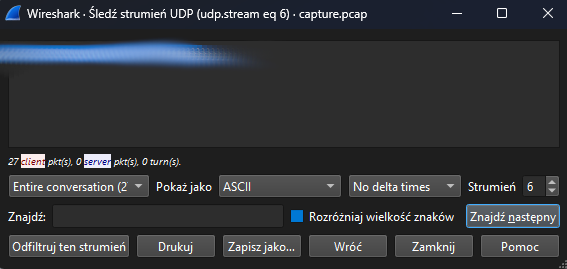 Wireshark · Śledź strumień UDP (udp.stream eq 6) · capture.pcap
27 client pkt(s), 0 server pkt(s), 0 turn(s).
Entire conversation (2 Pokaż jako ASCII No delta times Strumień 6
Znajdź: Rozróżniaj wielkość znaków Znajdź następny
Odfiltruj ten strumień Drukuj Zapisz jako... Wróć Zamknij Pomoc